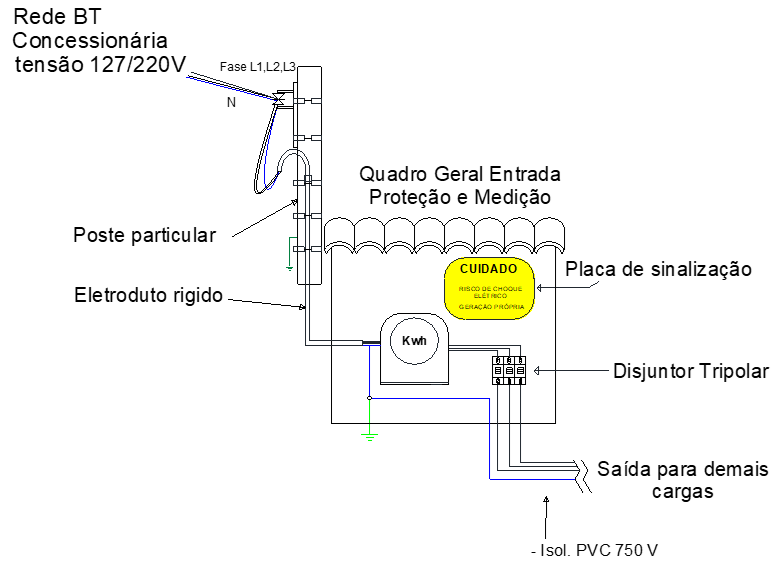 Rede BT
Concessionária
tensão 127/220V
Fase L1,L2,L3
N
Quadro Geral Entrada
Proteção e Medição
Poste particular
CUIDADO
RISCO DE CHOQUE
ELÉTRICO
GERAÇÃO PRÓPRIA
Placa de sinalização
Eletroduto rigido
Kwh
Disjuntor Tripolar
Saída para demais
cargas
- Isol. PVC 750 V